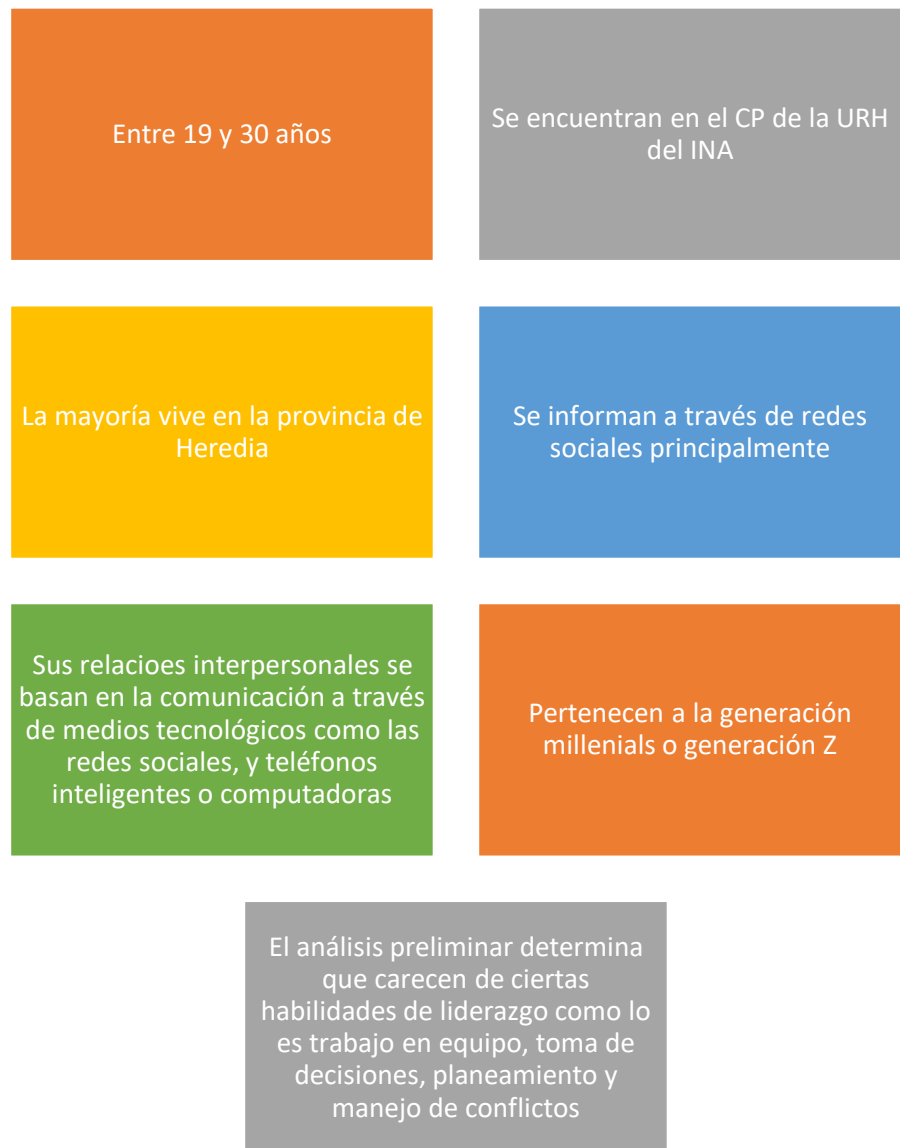 Entre 19 y 30 años
Se encuentran en el CP de la URH
del INA
La mayoría vive en la provincia de
Heredia
Se informan a través de redes
sociales principalmente
Sus relacioes interpersonales se
basan en la comunicación a través
de medios tecnológicos como las
redes sociales, y teléfonos
inteligentes o computadoras
Pertenecen a la generación
millenials o generación Z
El análisis preliminar determina
que carecen de ciertas
habilidades de liderazgo como lo
es trabajo en equipo, toma de
decisiones, planeamiento y
manejo de conflictos